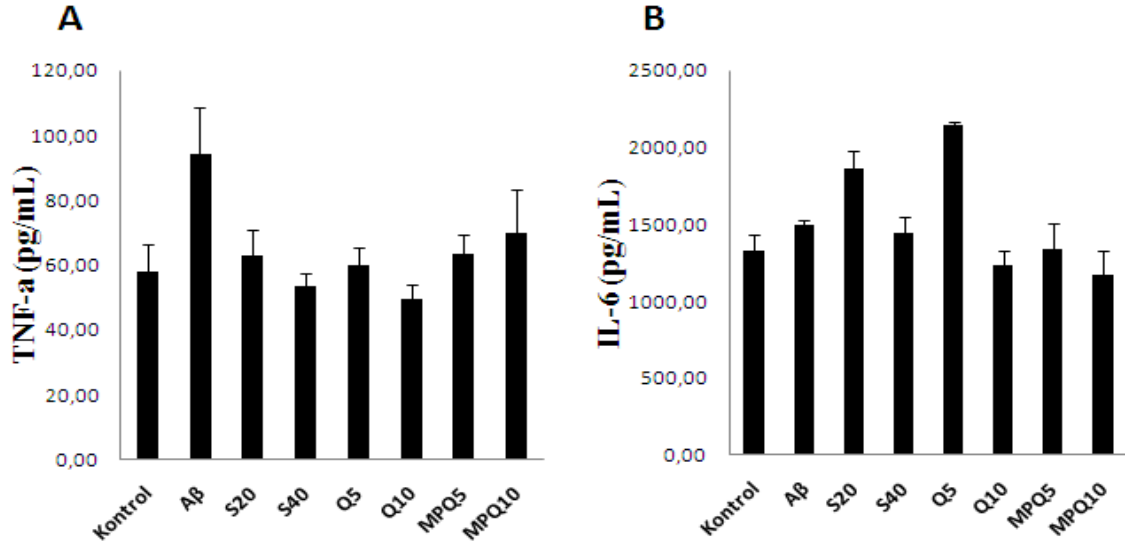 A
TNF-a (pg/mL)
120,00
100,00
80,00
60,00
40,00
20,00
0,00
Kontrol
Aβ
S20
S40
Q5
Q10
MPQ5
MPQ10
B
IL-6 (pg/mL)
2500,00
2000,00
1500,00
1000,00
500,00
0,00
Kontrol
Aβ
S20
S40
Q5
Q10
MPQ5
MPQ10